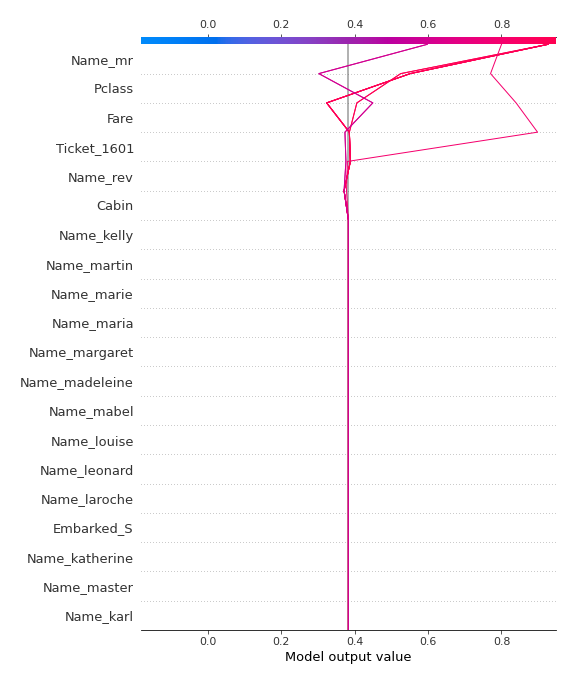 0.0 0.2 0.4 0.6 0.8
Name_mr
Pclass
Fare
Ticket_1601
Name_rev
Cabin
Name_kelly
Name_martin
Name_marie
Name_maria
Name_margaret
Name_madeleine
Name_mabel
Name_louise
Name_leonard
Name_laroche
Embarked_S
Name_katherine
Name_master
Name_karl
0.0 0.2 0.4 0.6 0.8
Model output value